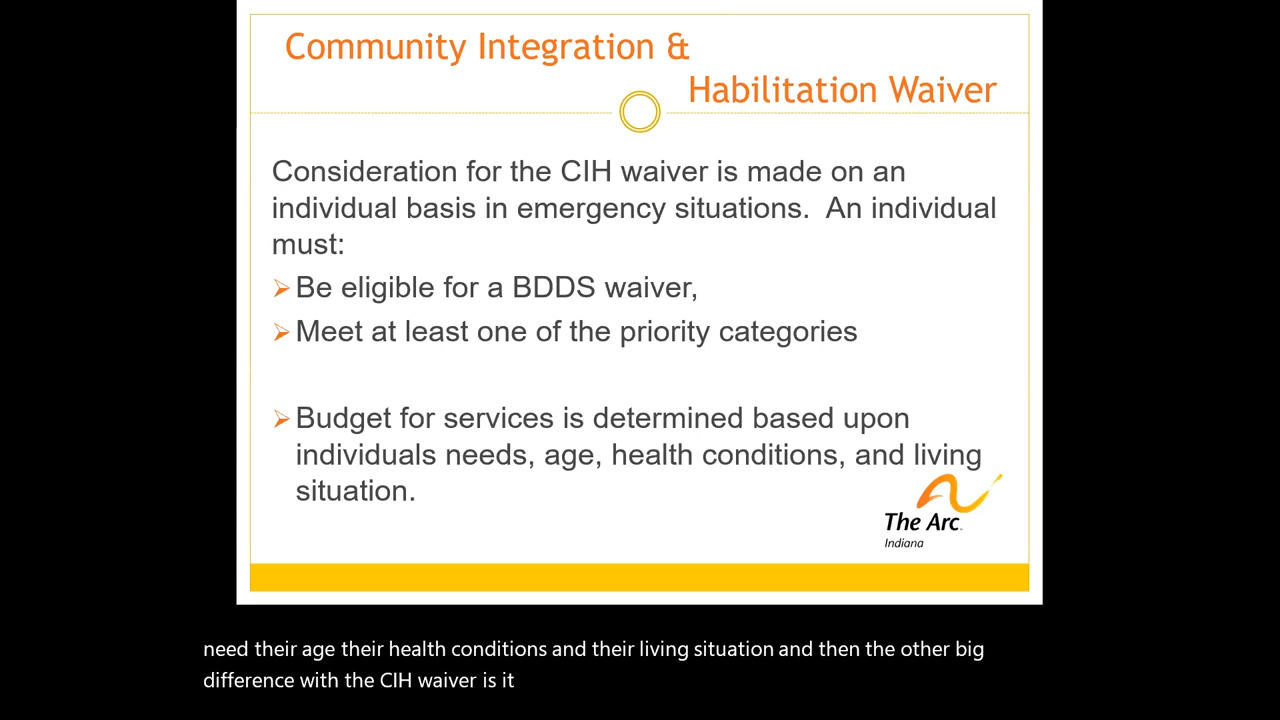 Community Integration &
Habilitation Waiver
Consideration for the CIH waiver is made on an
individual basis in emergency situations.  An individual
must:
Be eligible for a BDDS waiver,
Meet at least one of the priority categories
Budget for services is determined based upon
individuals needs, age, health conditions, and living
situation.
The Arc
Indiana
need their age their health conditions and their living situation and then the other big
difference with the CIH waiver is it